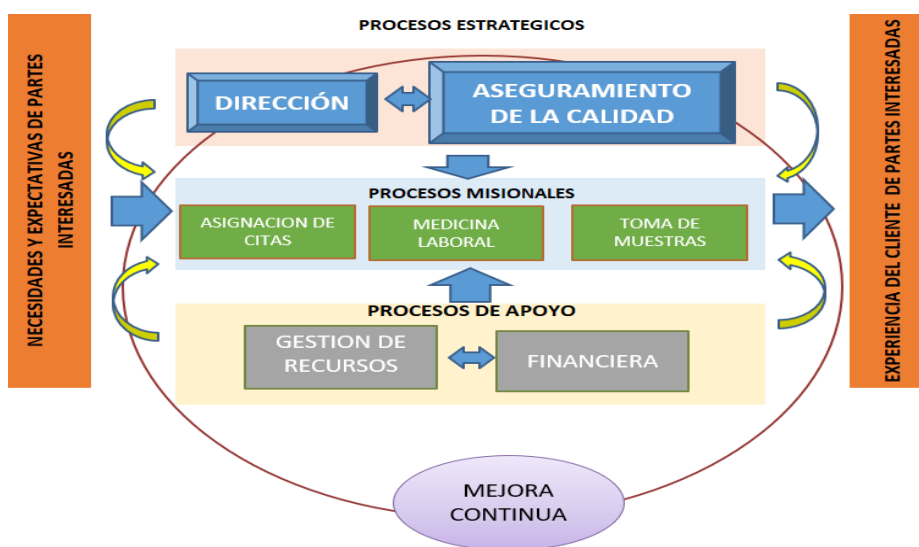 PROCESOS ESTRATEGICOS
NECESIDADES Y EXPECTATIVAS DE PARTES
INTERESADAS
DIRECCIÓN
ASEGURAMIENTO
DE LA CALIDAD
PROCESOS MISIONALES
ASIGNACION DE
CITAS
MEDICINA
LABORAL
TOMA DE
MUESTRAS
PROCESOS DE APOYO
GESTION DE
RECURSOS
FINANCIERA
EXPERIENCIA DEL CLIENTE DE PARTES INTERESADAS
MEJORA
CONTINUA